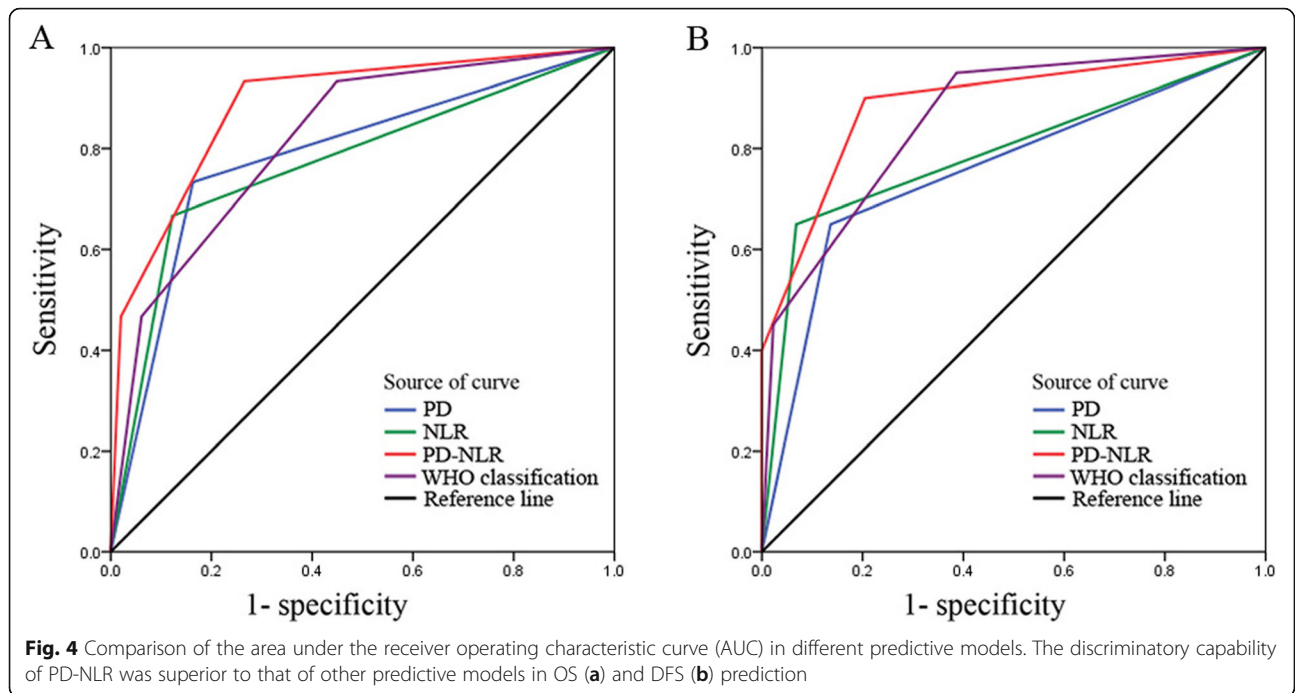 A
Sensitivity
1.0
0.8
0.6
0.4
0.2
0.0
0.0 0.2 0.4 0.6 0.8 1.0
1- specificity
Source of curve
PD
NLR
PD-NLR
WHO classification
Reference line
B
Sensitivity
1.0
0.8
0.6
0.4
0.2
0.0
0.0 0.2 0.4 0.6 0.8 1.0
1- specificity
Source of curve
PD
NLR
PD-NLR
WHO classification
Reference line
Fig. 4 Comparison of the area under the receiver operating characteristic curve (AUC) in different predictive models. The discriminatory capability
of PD-NLR was superior to that of other predictive models in OS (a) and DFS (b) prediction